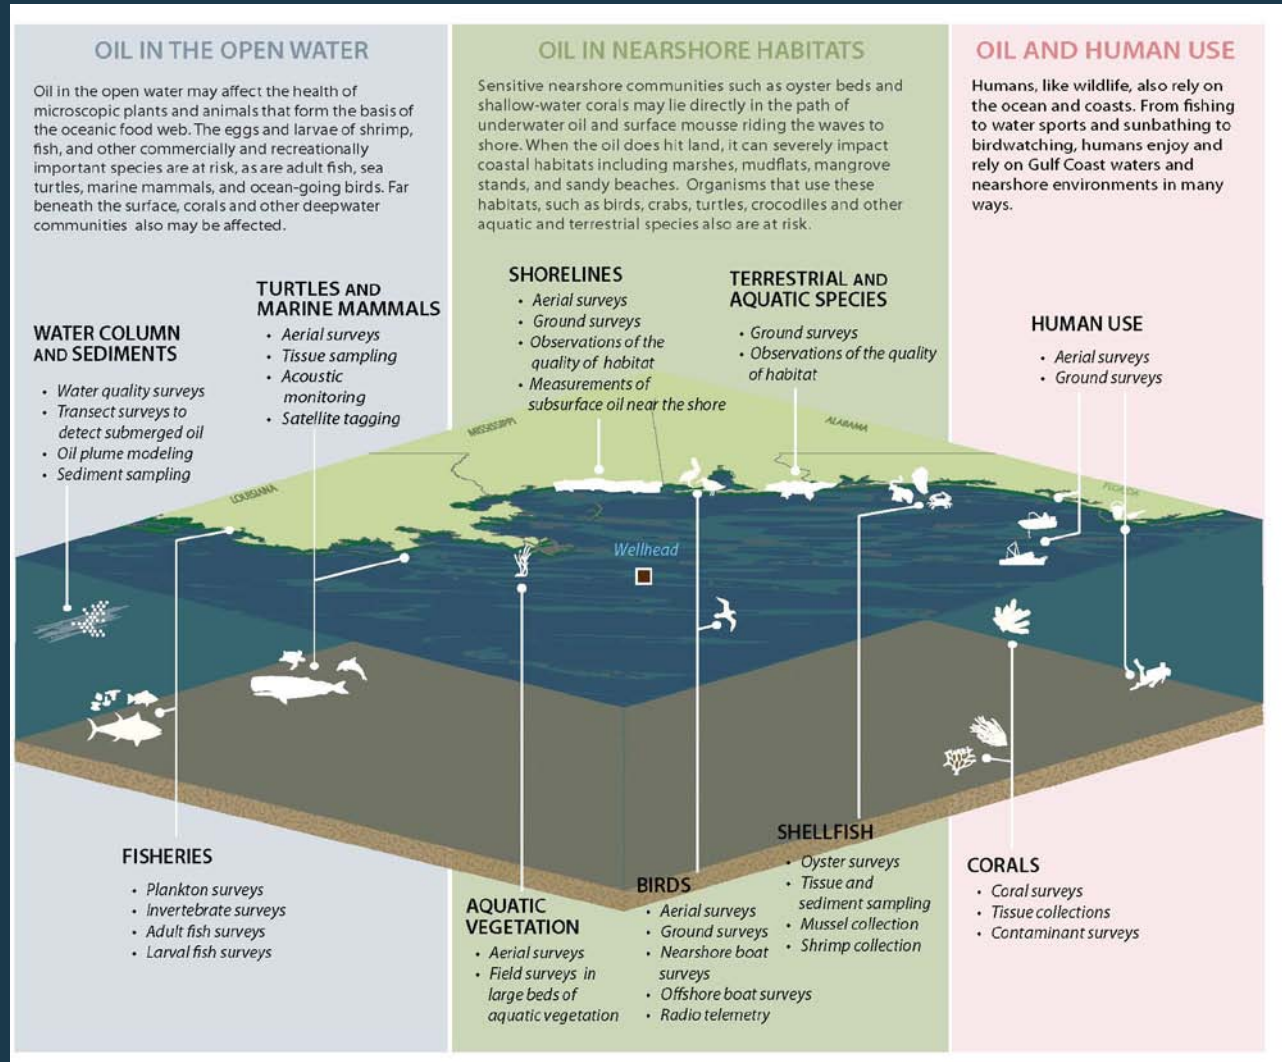 OIL IN THE OPEN WATER
Oil in the open water may affect the health of
microscopic plants and animals that form the basis of
the oceanic food web. The eggs and larvae of shrimp,
fish, and other commercially and recreationally
important species are at risk, as are adult fish, sea
turtles, marine mammals, and ocean-going birds. Far
beneath the surface, corals and other deepwater
communities also may be affected.
OIL IN NEARSHORE HABITATS
Sensitive nearshore communities such as oyster beds and
shallow-water corals may lie directly in the path of
underwater oil and surface mousse riding the waves to
shore. When the oil does hit land, it can severely impact
coastal habitats including marshes, mudflats, mangrove
stands, and sandy beaches. Organisms that use these
habitats, such as birds, crabs, turtles, crocodiles and other
aquatic and terrestrial species also are at risk.
OIL AND HUMAN USE
Humans, like wildlife, also rely on
the ocean and coasts. From fishing
to water sports and sunbathing to
birdwatching, humans enjoy and
rely on Gulf Coast waters and
nearshore environments in many
ways.
WATER COLUMN
AND SEDIMENTS
• Water quality surveys
• Transect surveys to
detect submerged oil
• Oil plume modeling
• Sediment sampling
TURTLES AND
MARINE MAMMALS
• Aerial surveys
• Tissue sampling
• Acoustic
monitoring
• Satellite tagging
SHORELINES
• Aerial surveys
• Ground surveys
• Observations of the
quality of habitat
• Measurements of
subsurface oil near the shore
TERRESTRIAL AND
AQUATIC SPECIES
• Ground surveys
• Observations of the quality
of habitat
HUMAN USE
• Aerial surveys
• Ground surveys
LOUISIANA
MISSISSIPPI
ALABAMA
FLORIDA
Wellhead
FISHERIES
• Plankton surveys
• Invertebrate surveys
• Adult fish surveys
• Larval fish surveys
AQUATIC
VEGETATION
• Aerial surveys
• Field surveys in
large beds of
aquatic vegetation
BIRDS
• Aerial surveys
• Ground surveys
• Nearshore boat
surveys
• Offshore boat surveys
• Radio telemetry
SHELLFISH
• Oyster surveys
• Tissue and
sediment sampling
• Mussel collection
• Shrimp collection
CORALS
• Coral surveys
• Tissue collections
• Contaminant surveys